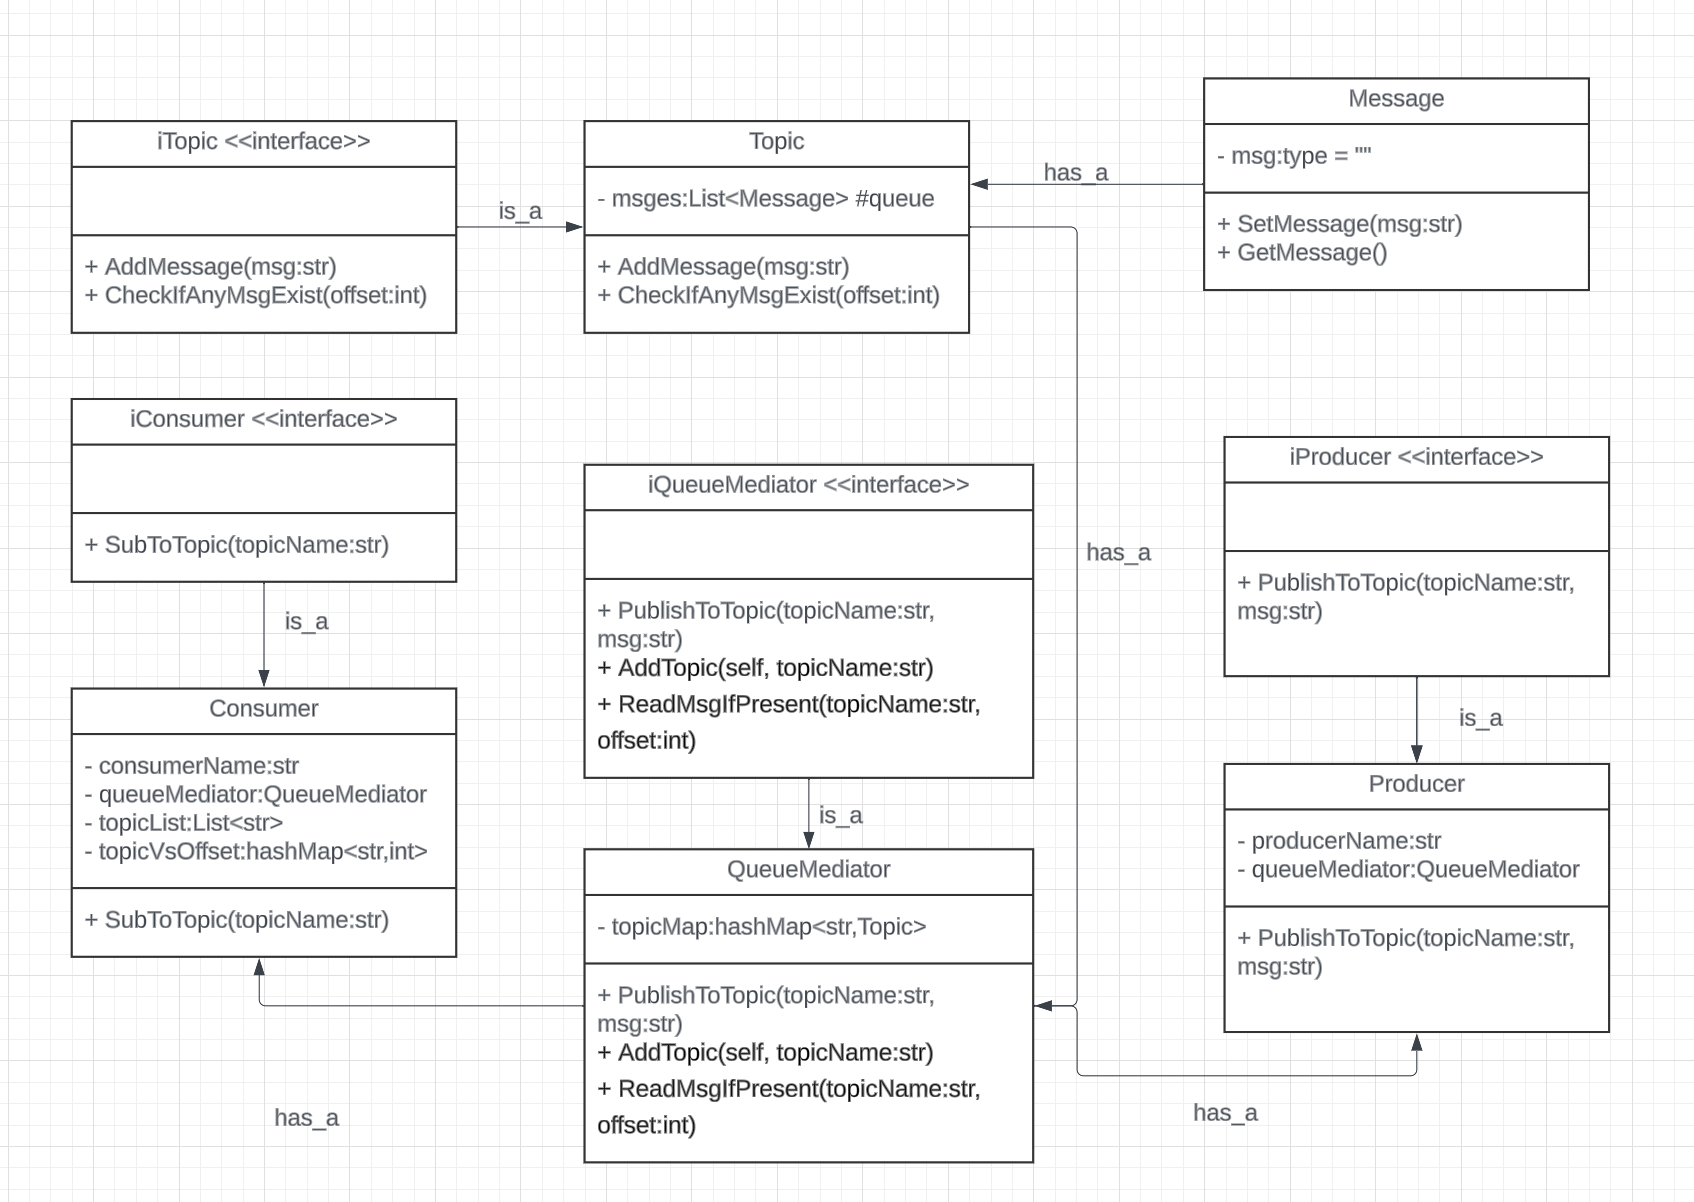 Message
- msg:type = ""
+ SetMessage(msg:str)
+ GetMessage()
iTopic <<interface>>
+ AddMessage(msg:str)
+ CheckIfAnyMsgExist(offset:int)
is_a
Topic
- msges:List<Message> #queue
+ AddMessage(msg:str)
+ CheckIfAnyMsgExist(offset:int)
has_a
iConsumer <<interface>>
+ SubToTopic(topicName:str)
is_a
iQueueMediator <<interface>>
+ PublishToTopic(topicName:str,
msg:str)
+ AddTopic(self, topicName:str)
+ ReadMsgIfPresent(topicName:str,
offset:int)
is_a
has_a
iProducer <<interface>>
+ PublishToTopic(topicName:str,
msg:str)
is_a
Consumer
- consumerName:str
- queueMediator:QueueMediator
- topicList:List<str>
- topicVsOffset:hashMap<str,int>
+ SubToTopic(topicName:str)
has_a
QueueMediator
- topicMap:hashMap<str,Topic>
+ PublishToTopic(topicName:str,
msg:str)
+ AddTopic(self, topicName:str)
+ ReadMsgIfPresent(topicName:str,
offset:int)
Producer
- producerName:str
- queueMediator:QueueMediator
+ PublishToTopic(topicName:str,
msg:str)
has_a